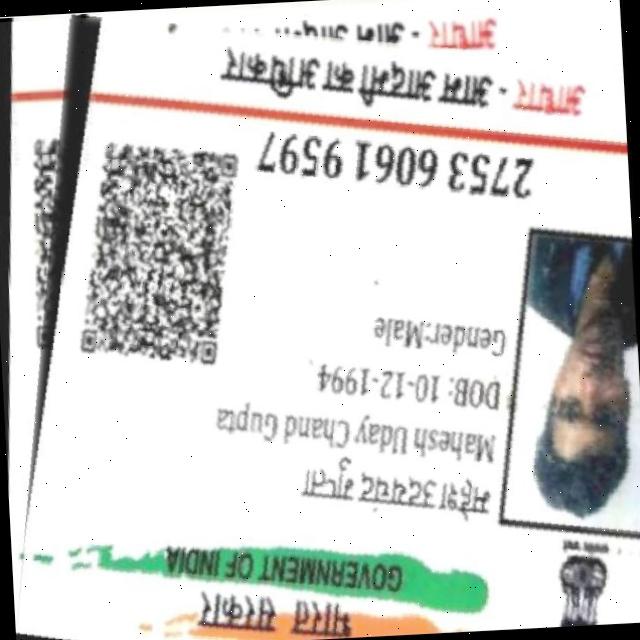 भारत सरकार
GOVERNMENT OF INDIA
महेश उदयचंद गुप्ता
Mahesh Uday Chand Gupta
DOB: 10-12-1994
Gender:Male
2753 6061 9597
आधार - आम आदमी का अधिकार
आधार - आम